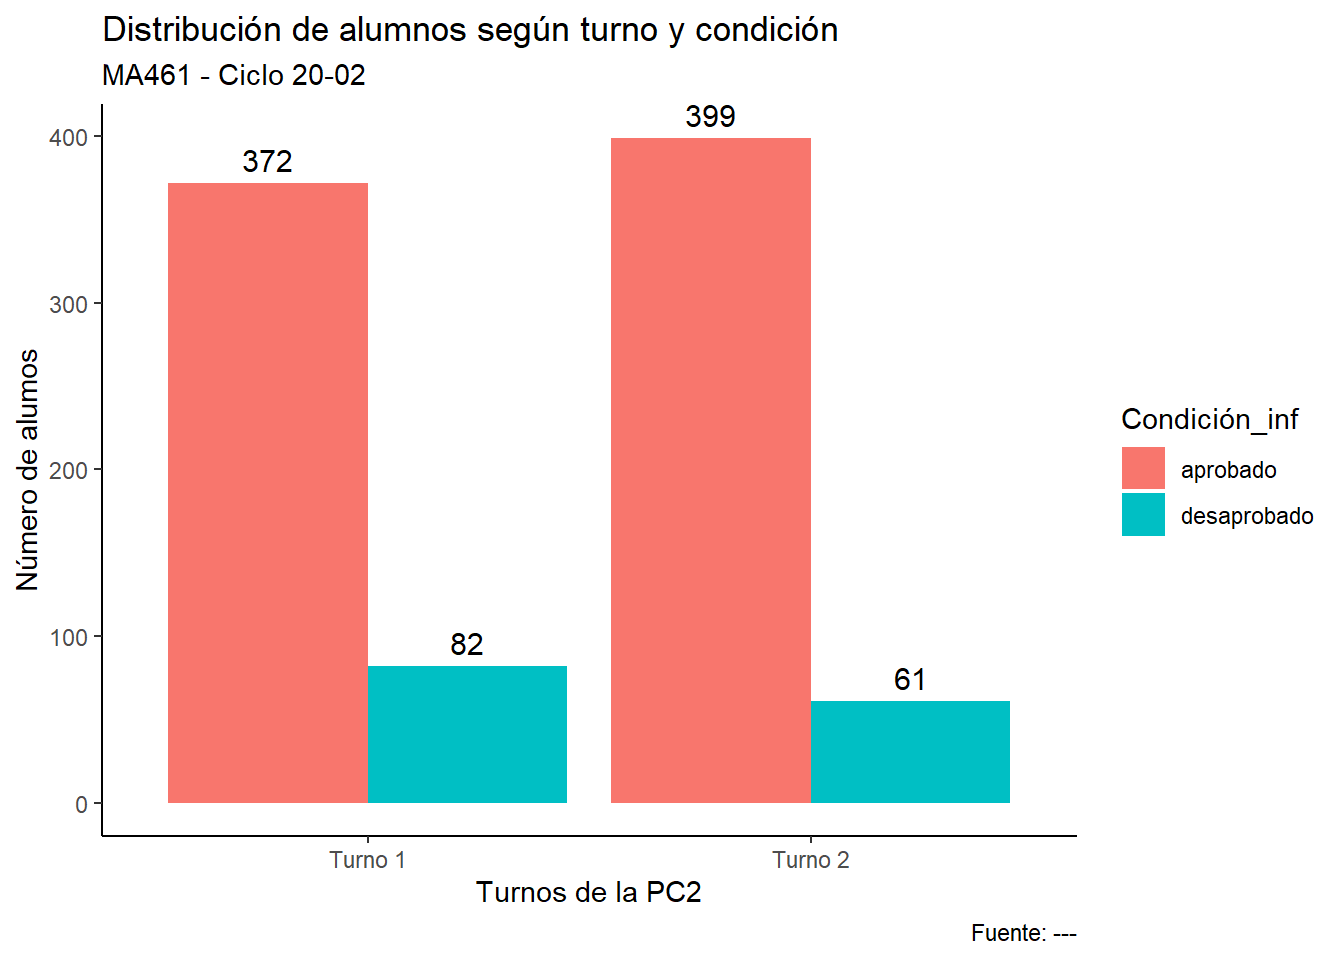 Distribución de alumnos según turno y condición
MA461 - Ciclo 20-02
Número de alumos
400
300
200
100
0
372
82
399
61
Turno 1
Turno 2
Turnos de la PC2
Condición_inf
aprobado
desaprobado
Fuente: ---